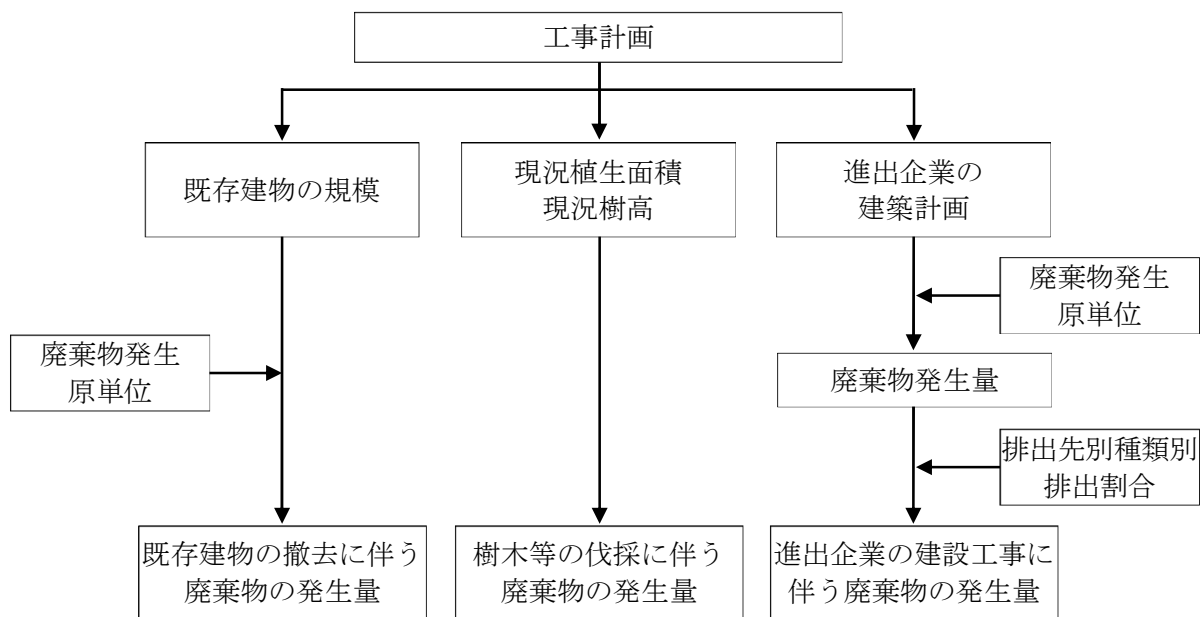 工事計画
既存建物の規模
現況植生面積
現況樹高
進出企業の
建築計画
廃棄物発生
原単位
廃棄物発生
原単位
廃棄物発生量
排出先別種類別
排出割合
既存建物の撤去に伴う
廃棄物の発生量
樹木等の伐採に伴う
廃棄物の発生量
進出企業の建設工事に
伴う廃棄物の発生量